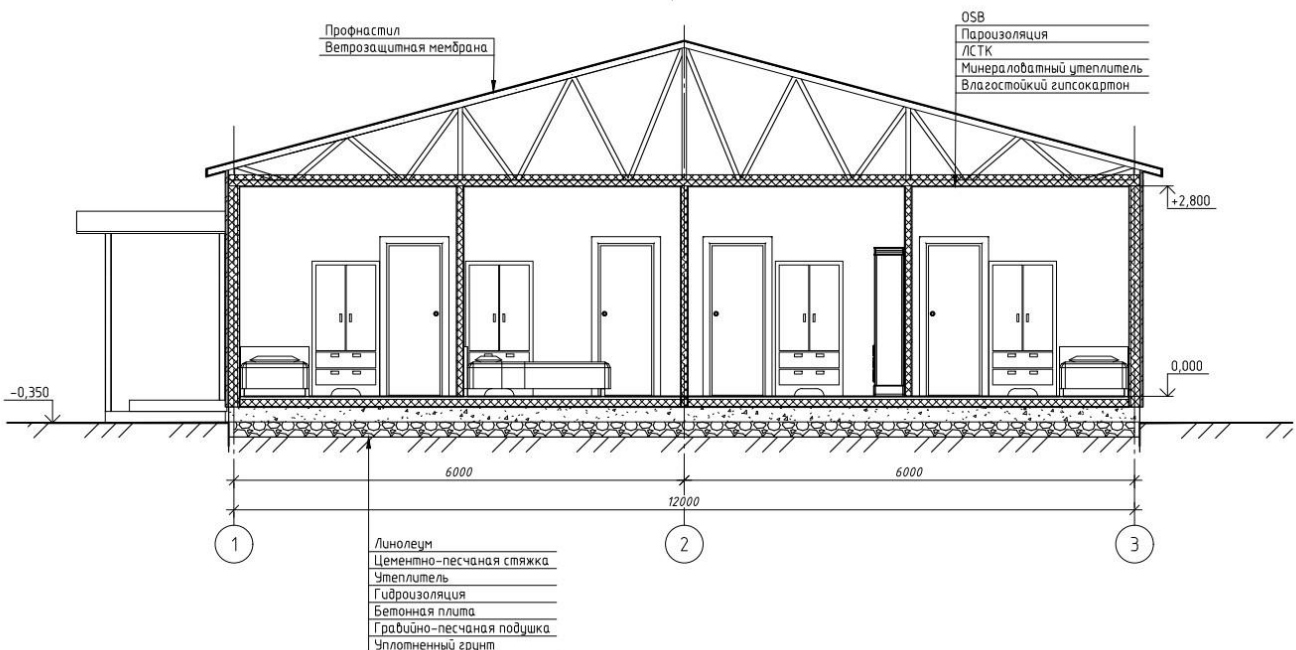 Профнастил
Ветрозащитная мембрана
OSB
Пароизоляция
ЛСТК
Минераловатный утеплитель
Влагостойкий гипсокартон
+2,800
0,000
-0,350
6000
6000
12000
1
2
3
Линолеум
Цементно-песчаная стяжка
Утеплитель
Гидроизоляция
Бетонная плита
Гравийно-песчаная подушка
Уплотненный грунт